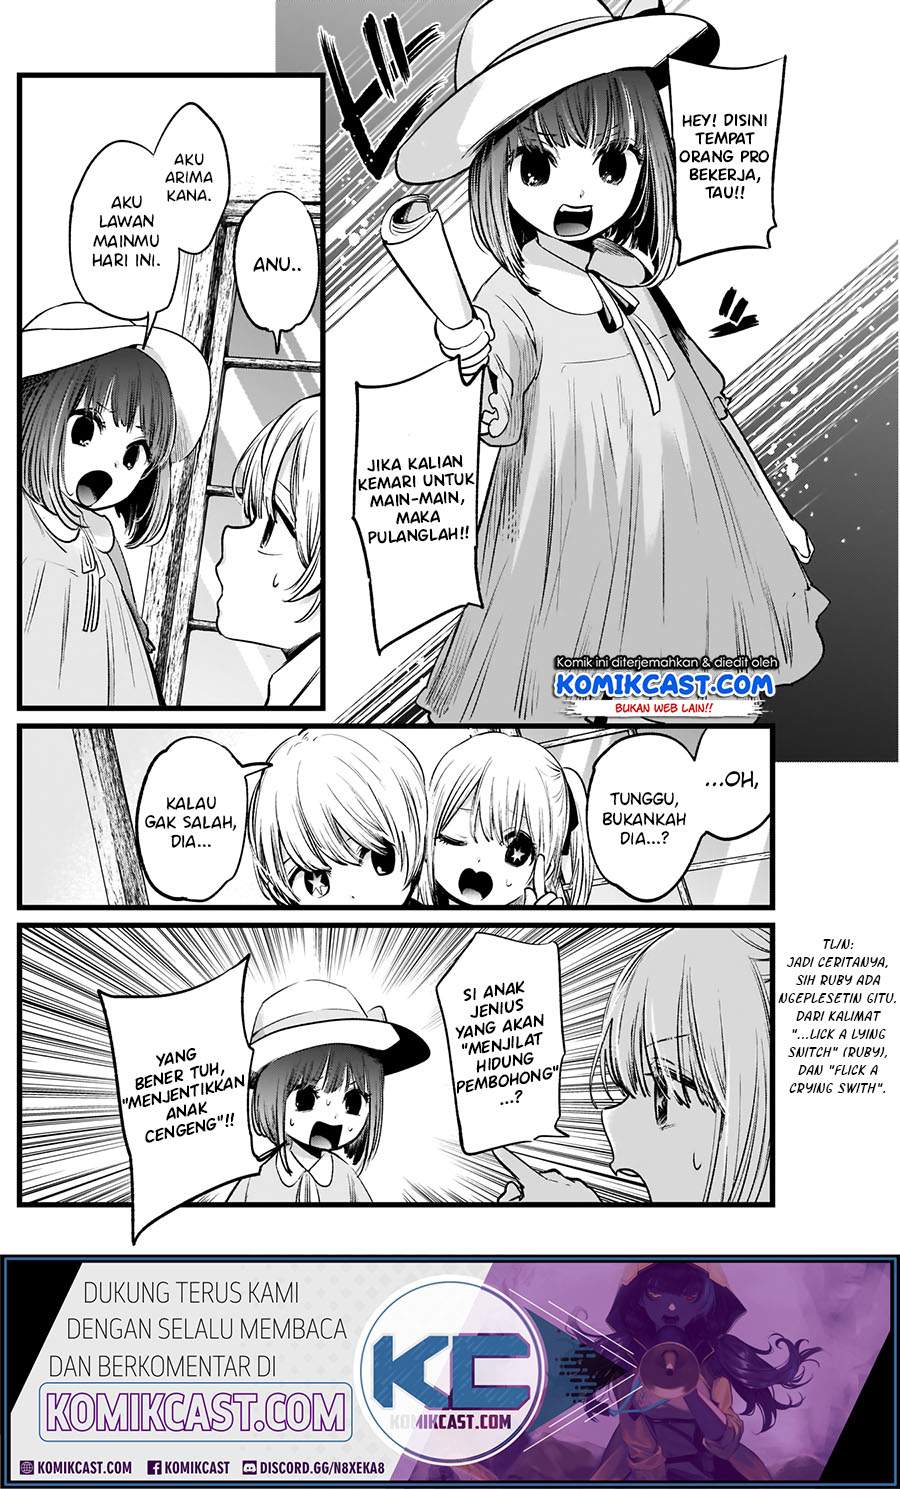 HEY! DISINI
TEMPAT
ORANG PRO
BEKERJA,
TAU!!
JIKA KALIAN
KEMARI UNTUK
MAIN-MAIN,
MAKA
PULANGLAH!!
ANU..
AKU
ARIMA
KANA.
AKU
LAWAN
MAINMU
HARI INI.
Komik ini diterjemahkan & diedit oleh
KOMIKCAST.COM
BUKAN WEB LAIN!!
...OH,
TUNGGU,
BUKANKAH
DIA...?
KALAU
GAK SALAH,
DIA...
SI ANAK
JENIUS
YANG AKAN
"MENJILAT
HIDUNG
PEMBOHONG"
...?
YANG
BENER TUH,
"MENJENTIKKAN
ANAK
CENGENG"!!
TL/N:
JADI CERITANYA,
SIH RUBY ADA
NGEPLESETIN GITU.
DARI KALIMAT
"...LICK A LYING
SNITCH" (RUBY),
DAN "FLICK A
CRYING SWITH".
DUKUNG TERUS KAMI
DENGAN SELALU MEMBACA
DAN BERKOMENTAR DI
KOMIKCAST.COM
KC
KOMIKCAST.COM
KOMIKCAST.COM
KOMIKCAST
DISCORD.GG/N8XEKA8